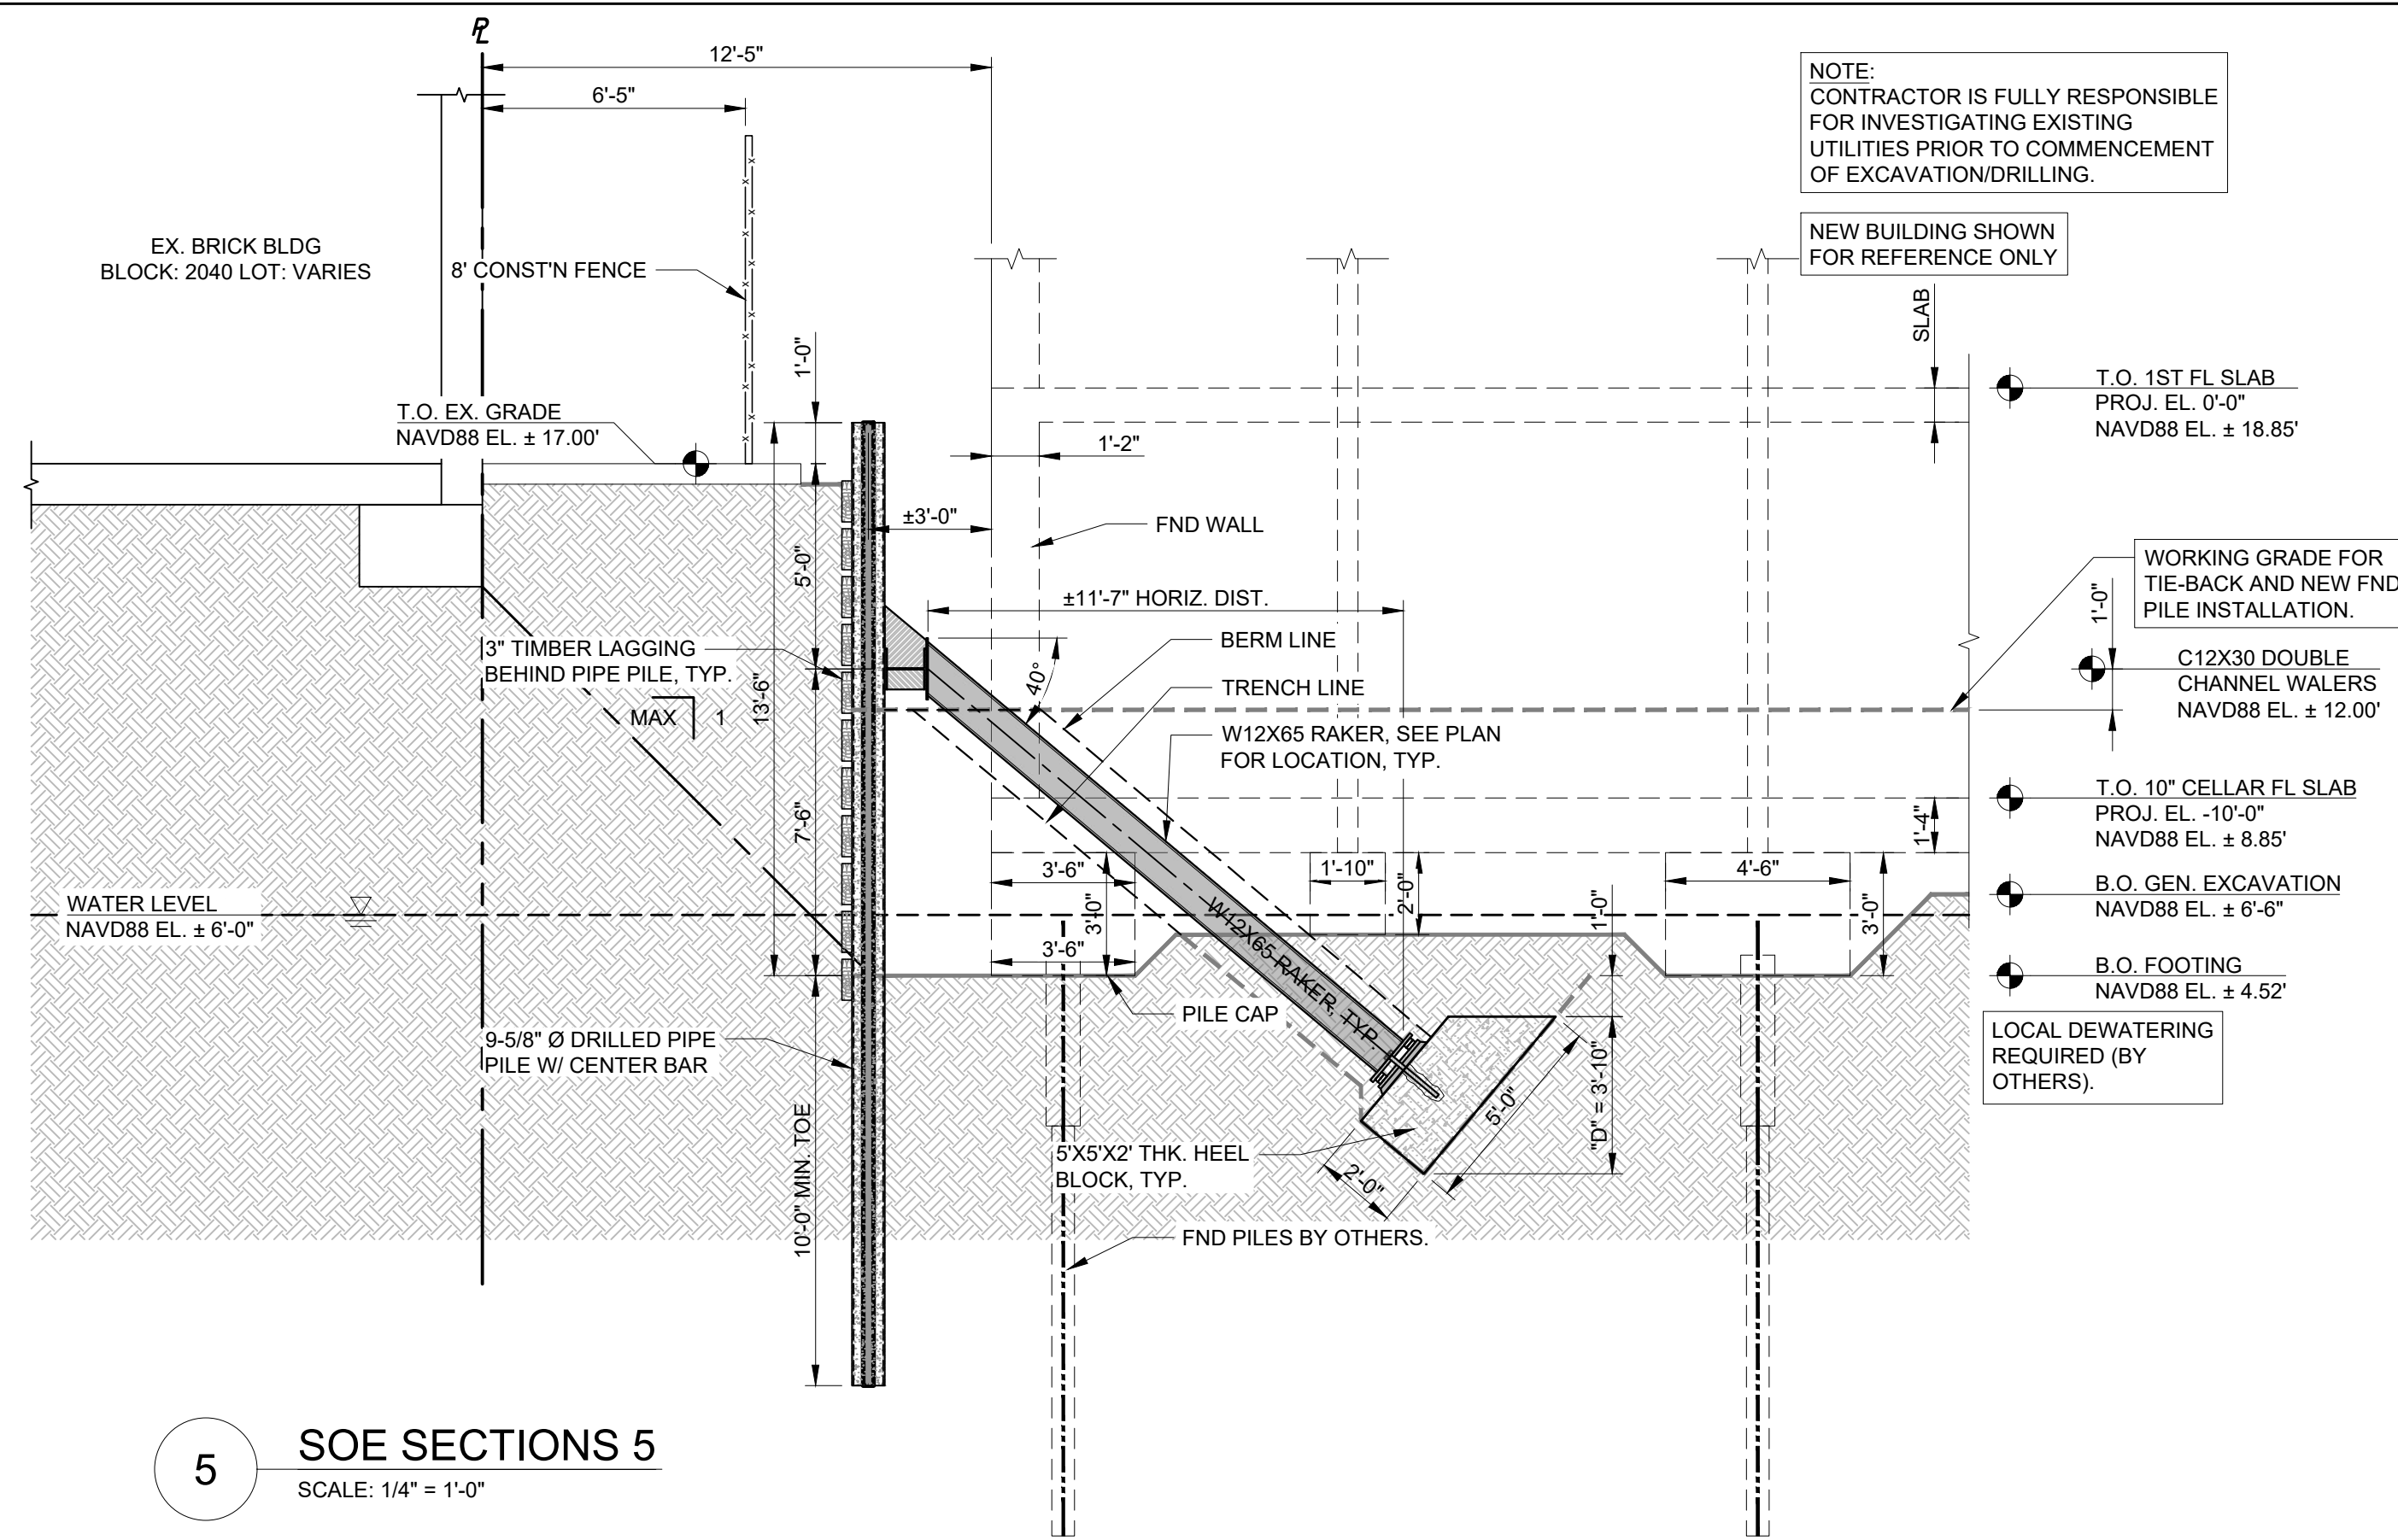 PL
12'-5"
6'-5"
NOTE:
CONTRACTOR IS FULLY RESPONSIBLE
FOR INVESTIGATING EXISTING
UTILITIES PRIOR TO COMMENCEMENT
OF EXCAVATION/DRILLING.
NEW BUILDING SHOWN
FOR REFERENCE ONLY
EX. BRICK BLDG
BLOCK: 2040 LOT: VARIES
8' CONST'N FENCE
SLAB
1'-0"
T.O. EX. GRADE
NAVD88 EL. ± 17.00'
T.O. 1ST FL SLAB
PROJ. EL. 0'-0"
NAVD88 EL. ± 18.85'
1'-2"
±3'-0"
FND WALL
5'-0"
WORKING GRADE FOR
TIE-BACK AND NEW FND
PILE INSTALLATION.
±11'-7" HORIZ. DIST.
1'-0"
3" TIMBER LAGGING
BEHIND PIPE PILE, TYP.
BERM LINE
40°
TRENCH LINE
C12X30 DOUBLE
CHANNEL WALERS
NAVD88 EL. ± 12.00'
MAX
1
13'-6"
W12X65 RAKER, SEE PLAN
FOR LOCATION, TYP.
7'-6"
T.O. 10" CELLAR FL SLAB
PROJ. EL. -10'-0"
NAVD88 EL. ± 8.85'
1'-4"
3'-6"
1'-10"
2'-0"
4'-6"
WATER LEVEL
NAVD88 EL. ± 6'-0"
3'-0"
W12X65 RAKER, TYP.
1'-0"
3'-0"
B.O. GEN. EXCAVATION
NAVD88 EL. ± 6'-6"
3'-6"
B.O. FOOTING
NAVD88 EL. ± 4.52'
PILE CAP
9-5/8" Ø DRILLED PIPE
PILE W/ CENTER BAR
LOCAL DEWATERING
REQUIRED (BY
OTHERS).
"D" = 3'-10"
5'-0"
10'-0" MIN. TOE
5'X5'X2' THK. HEEL
BLOCK, TYP.
2'-0"
FND PILES BY OTHERS.
5
SOE SECTIONS 5
SCALE: 1/4" = 1'-0"